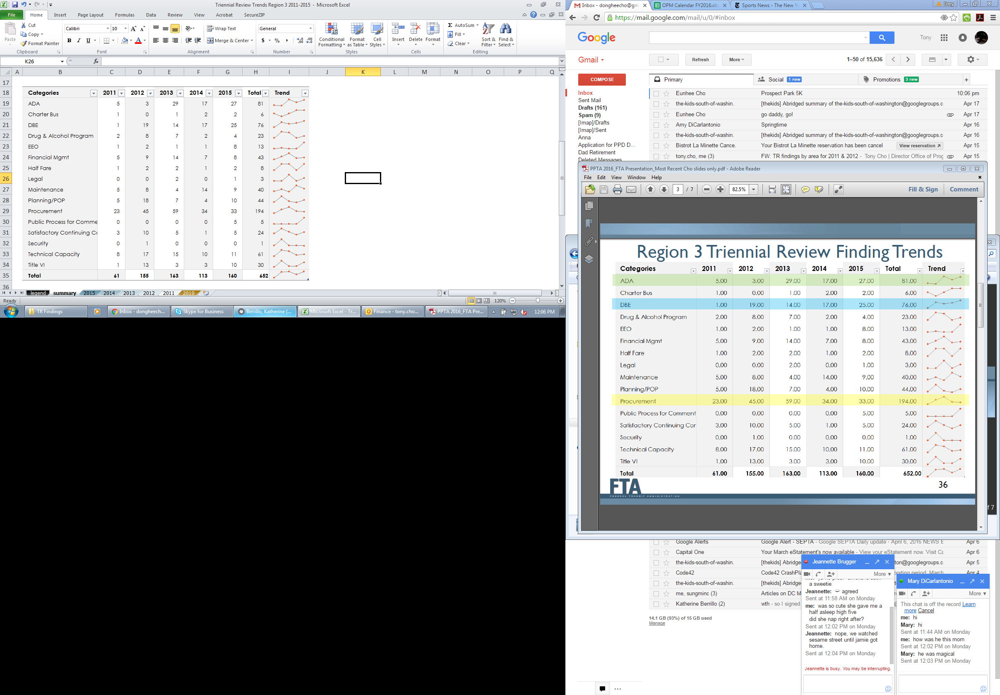 Triennial Review Trends Region 3 2011-2015 - Microsoft Excel
File Home Insert Page Layout Formulas Data Review View Acrobat SecureZIP
Paste
Cut
Copy
Format Painter
Clipboard
Calibri 10
B I U
Font
Wrap Text
Merge & Center
Alignment
General
$ % ,
Number
Conditional Formatting
Format as Table
Cell Styles
Styles
Insert Delete Format
Cells
AutoSum
Fill
Clear
Sort & Filter
Find & Select
Editing
K26 fx
A B C D E F G H I J K L M N O P Q
17
18 Categories 2011 2012 2013 2014 2015 Total Trend
19 ADA 5 3 29 17 27 81
20 Charter Bus 1 0 1 2 2 6
21 DBE 1 19 14 17 25 76
22 Drug & Alcohol Program 2 8 7 2 4 23
23 EEO 1 2 1 1 8 13
24 Financial Mgmt 5 9 14 7 8 43
25 Half Fare 1 2 2 1 2 8
26 Legal 0 0 2 0 1 3
27 Maintenance 5 8 4 14 9 40
28 Planning/POP 5 18 7 4 10 44
29 Procurement 23 45 59 34 33 194
30 Public Process for Comme 0 0 0 0 5 5
31 Satisfactory Continuing Co 3 10 5 1 5 24
32 Security 0 1 0 0 0 1
33 Technical Capacity 8 17 15 10 11 61
34 Title VI 1 13 3 3 10 30
35 Total 61 155 163 113 160 652
36
legend summary 2015 2014 2013 2012 2011 2010
Ready 120%
TR Findings Inbox - dongheech... Skype for Business Berrillo, Katherine (... Microsoft Excel - Tr... Finance - tony.cho... PPTA 2016_FTA Pre... 12:06 PM
Inbox - dongheecho@gm OPM Calendar FY2016.xls Sports News - The New Y Tony
https://mail.google.com/mail/u/0/#inbox
Google Tony
Gmail Refresh More 1–50 of 15,636
COMPOSE
Inbox
Sent Mail
Drafts (161)
Spam (9)
[Imap]/Drafts
[Imap]/Sent
Anna
Application for PPD D...
Dad Retirement
Deleted Messages
Primary Social 1 new Promotions 3 new +
Eunhee Cho Prospect Park 5K 10:06 pm
the-kids-south-of-washin. [thekids] Abridged summary of the-kids-south-of-washington@googlegroups.c Apr 17
Eunhee Cho go daddy, go! Apr 17
Amy DiCarlantonio Springtime Apr 16
the-kids-south-of-washin. [thekids] Abridged summary of the-kids-south-of-washington@googlegroups.c Apr 16
Bistrot La Minette Cance. Your Bistrot La Minette reservation has been cancel View reservation Apr 15
tony.cho, me (3) FW: TR findings by area for 2011 & 2012 - Tony Cho | Director Office of Prog Apr 15
PPTA 2016_FTA Presentation_Most Recent Cho slides only.pdf - Adobe Reader
File Edit View Window Help
3 / 7 82.5% Fill & Sign Comment
Region 3 Triennial Review Finding Trends
Categories 2011 2012 2013 2014 2015 Total Trend
ADA 5.00 3.00 29.00 17.00 27.00 81.00
Charter Bus 1.00 0.00 1.00 2.00 2.00 6.00
DBE 1.00 19.00 14.00 17.00 25.00 76.00
Drug & Alcohol Program 2.00 8.00 7.00 2.00 4.00 23.00
EEO 1.00 2.00 1.00 1.00 8.00 13.00
Financial Mgmt 5.00 9.00 14.00 7.00 8.00 43.00
Half Fare 1.00 2.00 2.00 1.00 2.00 8.00
Legal 0.00 0.00 2.00 0.00 1.00 3.00
Maintenance 5.00 8.00 4.00 14.00 9.00 40.00
Planning/POP 5.00 18.00 7.00 4.00 10.00 44.00
Procurement 23.00 45.00 59.00 34.00 33.00 194.00
Public Process for Comment 0.00 0.00 0.00 0.00 5.00 5.00
Satisfactory Continuing Cor 3.00 10.00 5.00 1.00 5.00 24.00
Security 0.00 1.00 0.00 0.00 0.00 1.00
Technical Capacity 8.00 17.00 15.00 10.00 11.00 61.00
Title VI 1.00 13.00 3.00 3.00 10.00 30.00
Total 61.00 155.00 163.00 113.00 160.00 652.00
FTA
FEDERAL TRANSIT ADMINISTRATION
36
f 7
Google Alerts Google Alert - SEPTA - Google SEPTA Daily update · April 6, 2016 NEWS Apr 6
Capital One Your March eStatement's now available - View your eStatement now. Visit Ca Apr 6
the-kids-south-of-washin. [thekids] Abridge ton@googlegroups.c Apr 5
Code42 Code42 CrashPla orting period: March Apr 4
the-kids-south-of-washin. [thekids] Abridge
me, sungminc (3) Articles on DC M
Katherine Berrillo (2) wth - so I signed
14.1 GB (93%) of 15 GB used
Manage
Jeannette Brugger
More
a sweetie
Jeannette: agreed
Sent at 11:58 AM on Monday
me: was so cute she gave me a
half asleep high five
did she nap right after?
Sent at 12:02 PM on Monday
Jeannette: nope, we watched
sesame street until jamie got
home.
Sent at 12:04 PM on Monday
Jeannette is busy. You may be interrupting.
Mary DiCarlantonio
More
This chat is off the record Learn
more Cancel
me: hi
Mary: hi
Sent at 11:44 AM on Monday
me: how was he this morn
Sent at 12:02 PM on Monday
Mary: he was magical
Sent at 12:03 PM on Monday